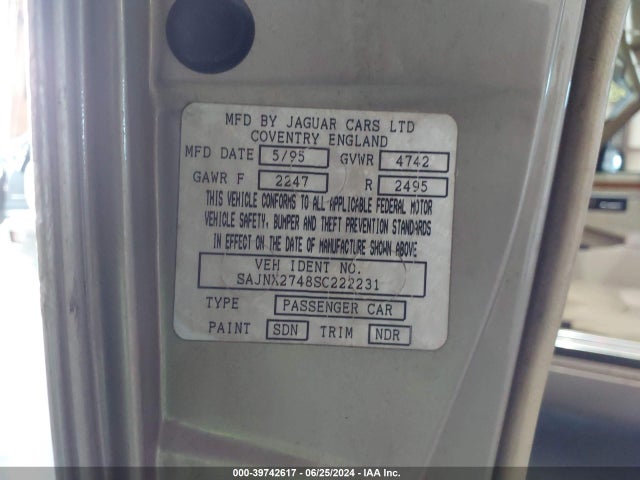 MFD BY JAGUAR CARS LTD
COVENTRY ENGLAND
MFD DATE 5/95 GVWR 4742
GAWR F 2247 R 2495
THIS VEHICLE CONFORMS TO ALL APPLICABLE FEDERAL MOTOR
VEHICLE SAFETY, BUMPER AND THEFT PREVENTION STANDARDS
IN EFFECT ON THE DATE OF MANUFACTURE SHOWN ABOVE
VEH IDENT NO.
SAJNX2748SC222231
TYPE PASSENGER CAR
PAINT SDN TRIM NDR
000-39742617 - 06/25/2024 - IAA Inc.